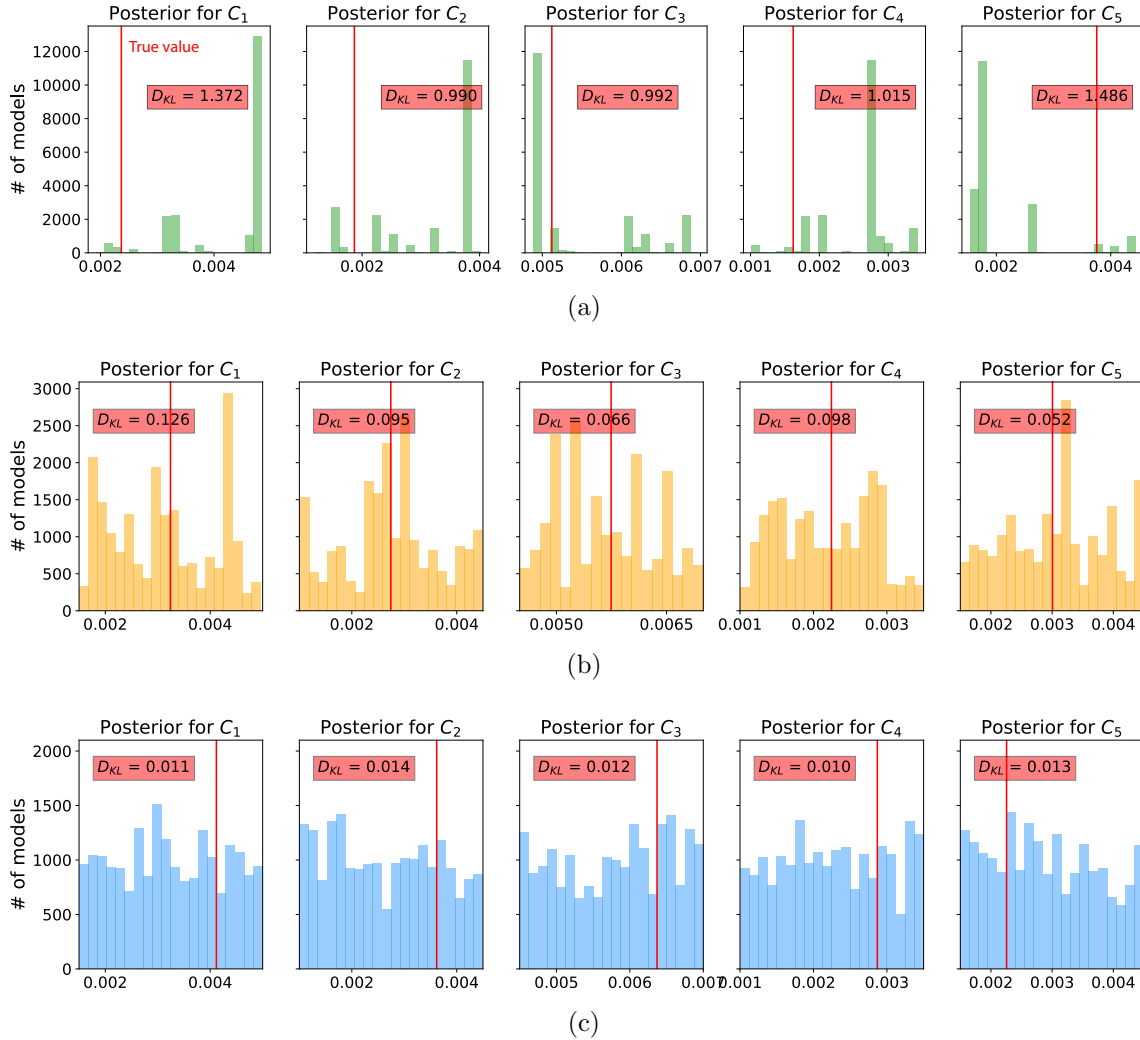 Posterior for C1 Posterior for C2 Posterior for C3 Posterior for C4 Posterior for C5
True value
DKL = 1.372 DKL = 0.990 DKL = 0.992 DKL = 1.015 DKL = 1.486
# of models
12000
10000
8000
6000
4000
2000
0
0.002 0.004 0.002 0.004 0.005 0.006 0.007 0.001 0.002 0.003 0.002 0.004
(a)
Posterior for C1 Posterior for C2 Posterior for C3 Posterior for C4 Posterior for C5
DKL = 0.126 DKL = 0.095 DKL = 0.066 DKL = 0.098 DKL = 0.052
# of models
3000
2500
2000
1500
1000
500
0
0.002 0.004 0.002 0.004 0.0050 0.0065 0.001 0.002 0.003 0.002 0.003 0.004
(b)
Posterior for C1 Posterior for C2 Posterior for C3 Posterior for C4 Posterior for C5
DKL = 0.011 DKL = 0.014 DKL = 0.012 DKL = 0.010 DKL = 0.013
# of models
2000
1500
1000
500
0
0.002 0.004 0.002 0.004 0.005 0.006 0.007 0.001 0.002 0.003 0.002 0.003 0.004
(c)